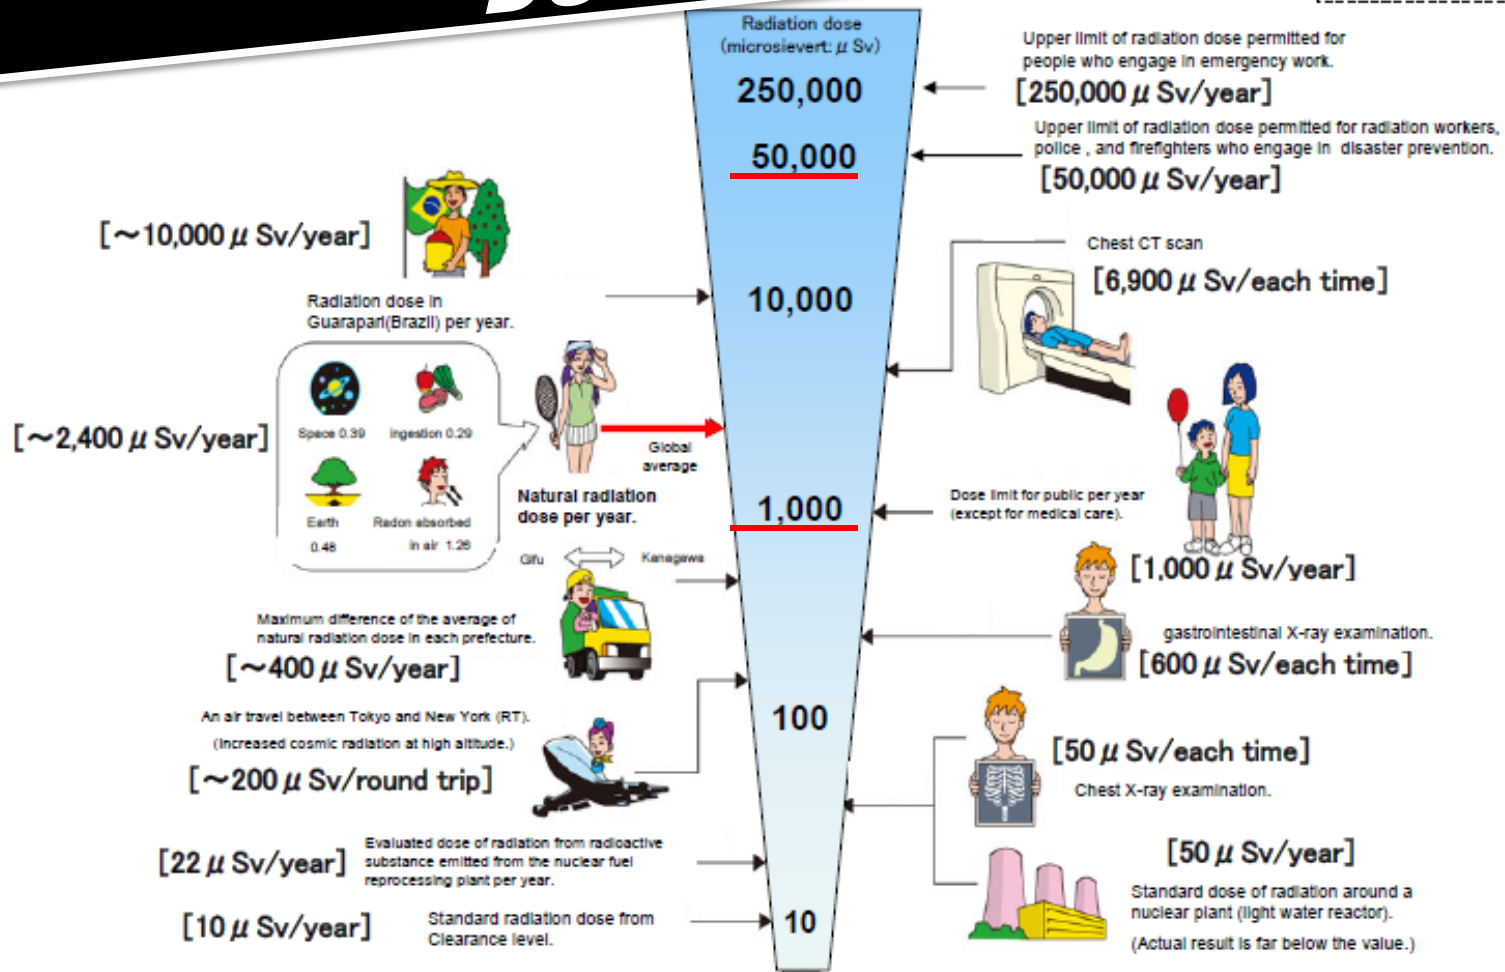 Radiation dose
(microsievert: μ Sv)
250,000
50,000
10,000
1,000
100
10
Upper limit of radiation dose permitted for
people who engage in emergency work.
[250,000 μ Sv/year]
Upper limit of radiation dose permitted for radiation workers,
police , and firefighters who engage in disaster prevention.
[50,000 μ Sv/year]
Chest CT scan
[6,900 μ Sv/each time]
Dose limit for public per year
(except for medical care).
[1,000 μ Sv/year]
gastrointestinal X-ray examination.
[600 μ Sv/each time]
[50 μ Sv/each time]
Chest X-ray examination.
[50 μ Sv/year]
Standard dose of radiation around a
nuclear plant (light water reactor).
(Actual result is far below the value.)
[~10,000 μ Sv/year]
Radiation dose in
Guarapari(Brazil) per year.
[~2,400 μ Sv/year]
Space 0.39
ingestion 0.29
Earth
0.48
Radon absorbed
in air 1.26
Global
average
Natural radiation
dose per year.
Gifu
Kanagawa
Maximum difference of the average of
natural radiation dose in each prefecture.
[~400 μ Sv/year]
An air travel between Tokyo and New York (RT).
(Increased cosmic radiation at high altitude.)
[~200 μ Sv/round trip]
[22 μ Sv/year]
Evaluated dose of radiation from radioactive
substance emitted from the nuclear fuel
reprocessing plant per year.
[10 μ Sv/year]
Standard radiation dose from
Clearance level.